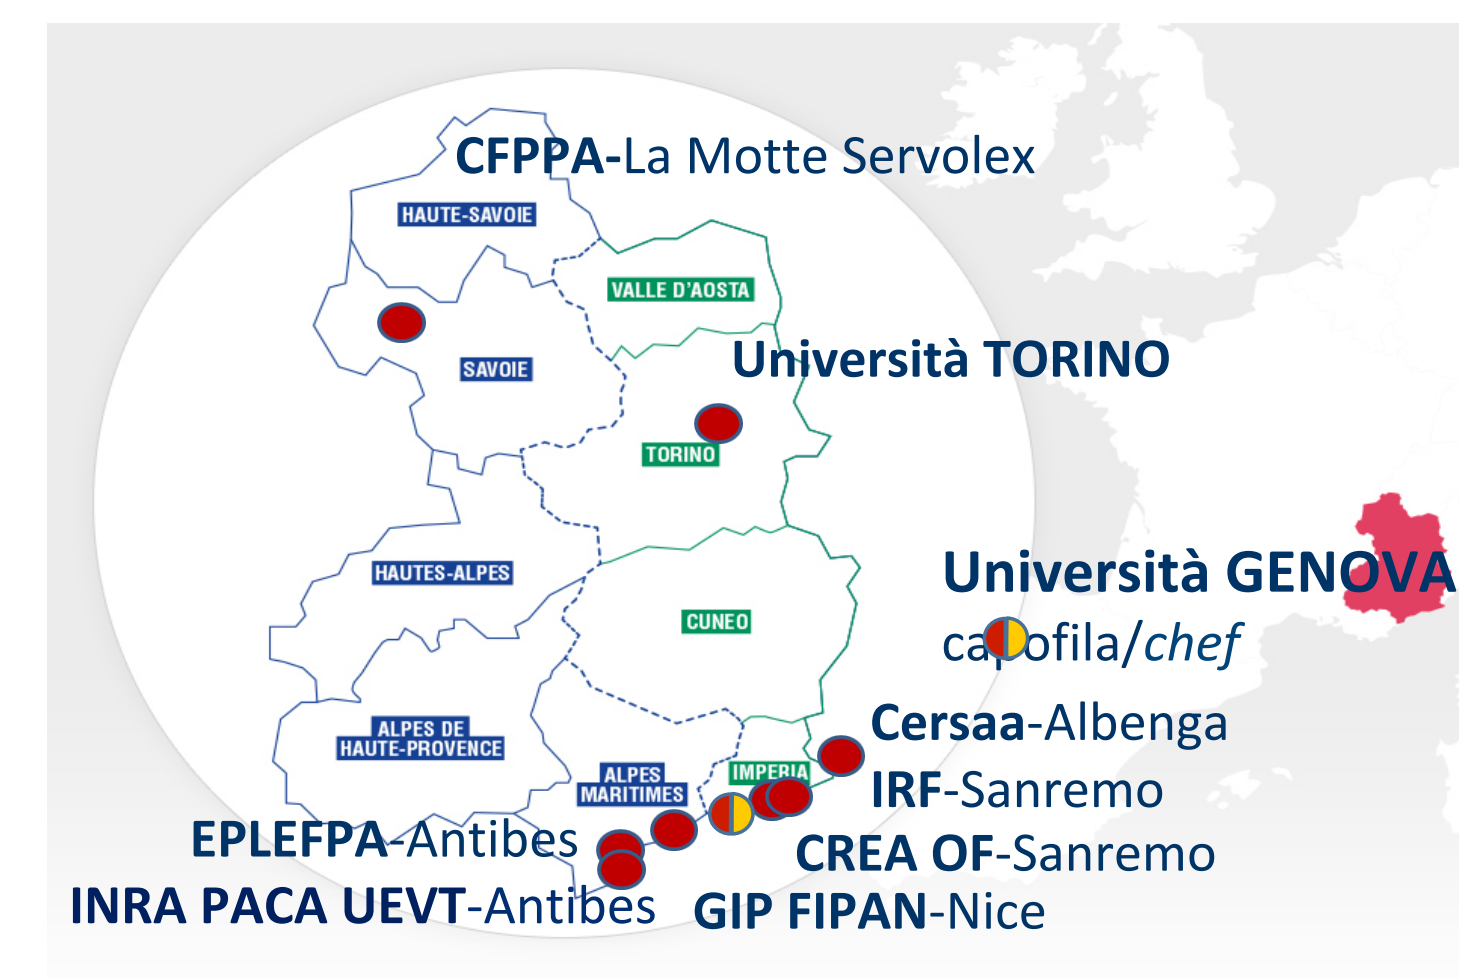 CFPPA-La Motte Servolex
HAUTE-SAVOIE
VALLE D'AOSTA
Università TORINO
SAVOIE
TORINO
Università GENOVA
capofila/chef
HAUTES-ALPES
CUNEO
Cersaa-Albenga
ALPES DE
HAUTE-PROVENCE
ALPES
MARITIMES
IMPERIA
IRF-Sanremo
EPLEFPA-Antibes
CREA OF-Sanremo
INRA PACA UEVT-Antibes
GIP FIPAN-Nice